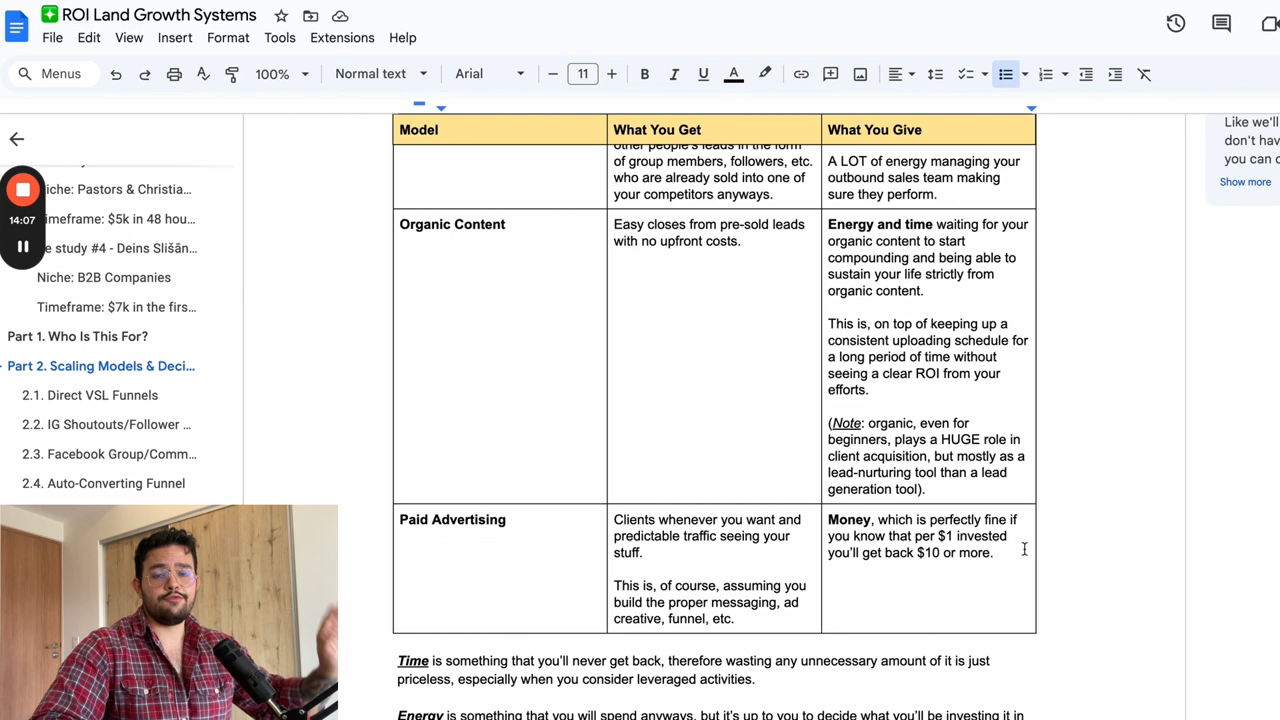 ROI Land Growth Systems
File Edit View Insert Format Tools Extensions Help
Menus 100% Normal text Arial 11 B I U A
Like we'll
don't hav
you can c
Show more
iche: Pastors & Christia...
14:07
imeframe: $5k in 48 hou...
e study #4 - Deins Slišān...
Niche: B2B Companies
Timeframe: $7k in the firs...
Part 1. Who Is This For?
Part 2. Scaling Models & Deci...
2.1. Direct VSL Funnels
2.2. IG Shoutouts/Follower ...
2.3. Facebook Group/Comm...
2.4. Auto-Converting Funnel
Model What You Get What You Give
other people's leads in the form
of group members, followers, etc.
who are already sold into one of
your competitors anyways.
A LOT of energy managing your
outbound sales team making
sure they perform.
Organic Content
Easy closes from pre-sold leads
with no upfront costs.
Energy and time waiting for your
organic content to start
compounding and being able to
sustain your life strictly from
organic content.
This is, on top of keeping up a
consistent uploading schedule for
a long period of time without
seeing a clear ROI from your
efforts.
(Note: organic, even for
beginners, plays a HUGE role in
client acquisition, but mostly as a
lead-nurturing tool than a lead
generation tool).
Paid Advertising
Clients whenever you want and
predictable traffic seeing your
stuff.
This is, of course, assuming you
build the proper messaging, ad
creative, funnel, etc.
Money, which is perfectly fine if
you know that per $1 invested
you'll get back $10 or more.
Time is something that you'll never get back, therefore wasting any unnecessary amount of it is just
priceless, especially when you consider leveraged activities.
Energy is something that you will spend anyways, but it's up to you to decide what you'll be investing it in